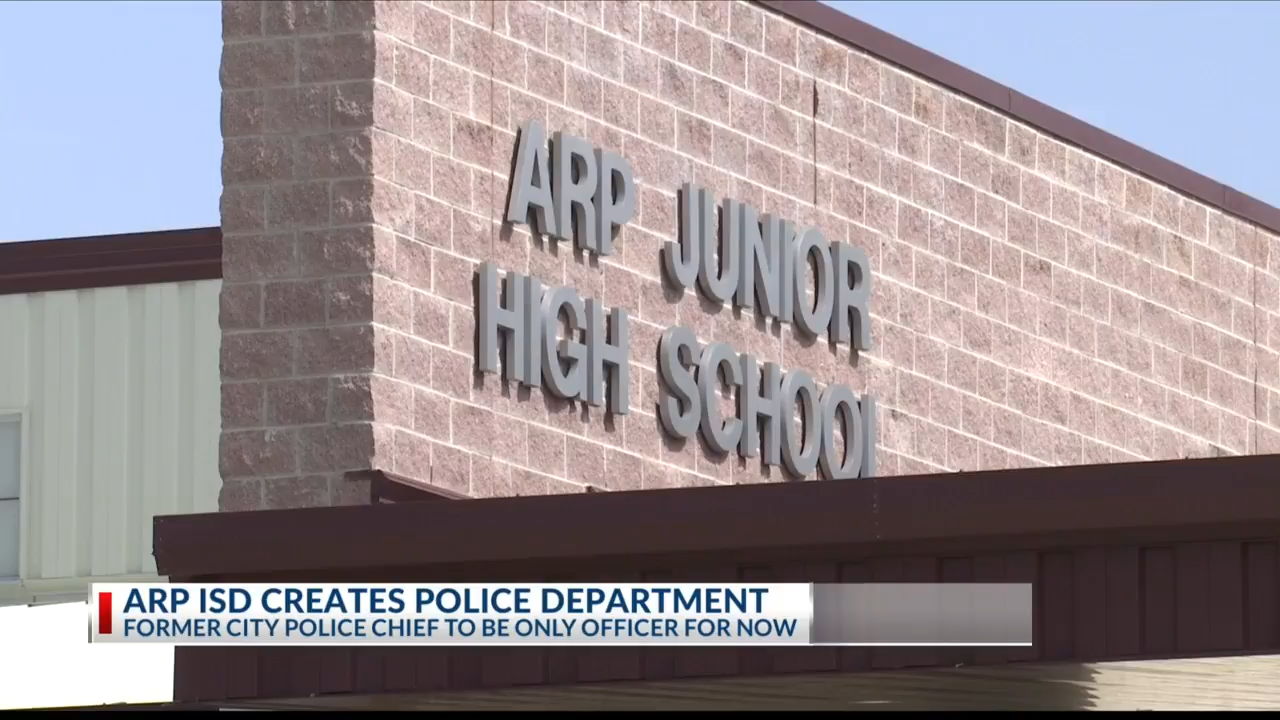 ARP JUNIOR
HIGH SCHOOL
ARP ISD CREATES POLICE DEPARTMENT
FORMER CITY POLICE CHIEF TO BE ONLY OFFICER FOR NOW